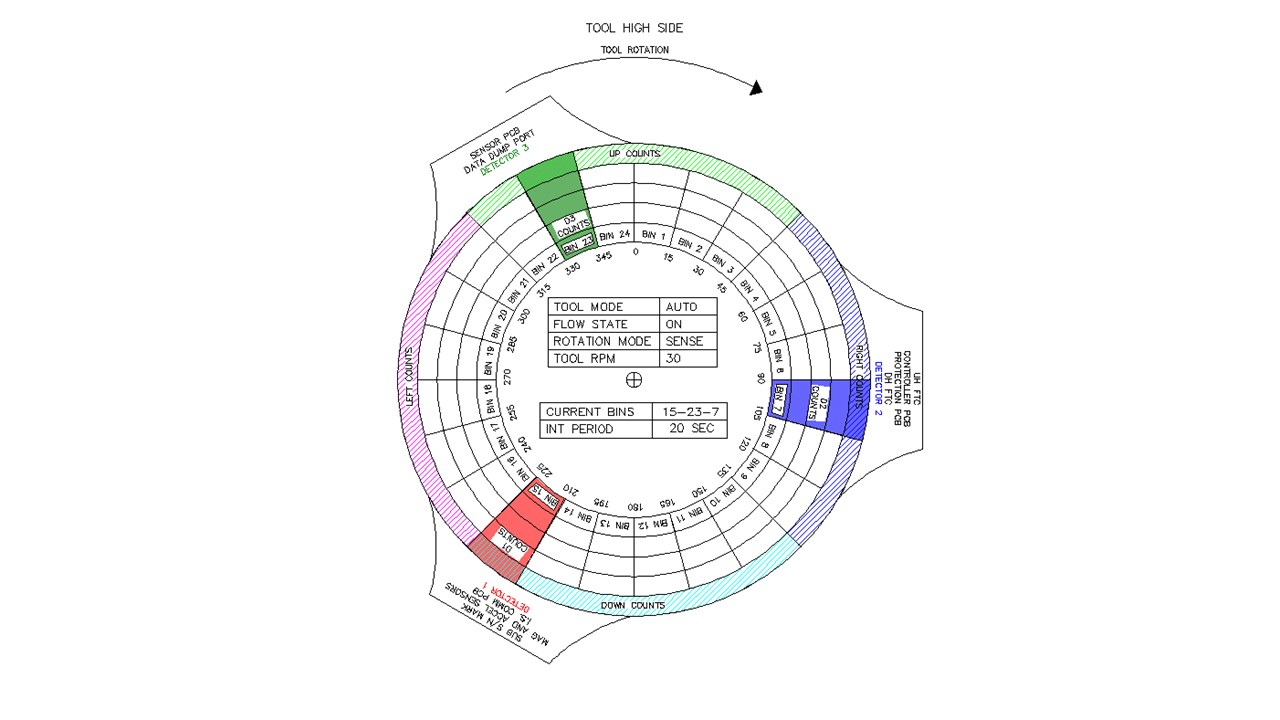 TOOL HIGH SIDE
TOOL ROTATION
SENSOR PCB
DATA DUMP PORT
DETECTOR 3
UP COUNTS
D3
COUNTS
BIN 23
BIN 24
BIN 1
BIN 2
BIN 3
BIN 4
BIN 5
BIN 6
BIN 7
BIN 8
BIN 9
BIN 10
BIN 11
BIN 12
BIN 13
BIN 14
BIN 15
BIN 16
BIN 17
BIN 18
BIN 19
BIN 20
BIN 21
BIN 22
0
15
30
45
60
75
90
105
120
135
150
165
180
195
210
225
240
255
270
285
300
315
330
345
TOOL MODE AUTO
FLOW STATE ON
ROTATION MODE SENSE
TOOL RPM 30
CURRENT BINS 15-23-7
INT PERIOD 20 SEC
LEFT COUNTS
RIGHT COUNTS
D2
COUNTS
UH FTC
CONTROLLER PCB
PROTECTION PCB
DH FTC
DETECTOR 2
D1
COUNTS
DOWN COUNTS
DETECTOR 1
I.S. COMM PCB
MAG AND ACCEL SENSORS
SUB S/N MARK